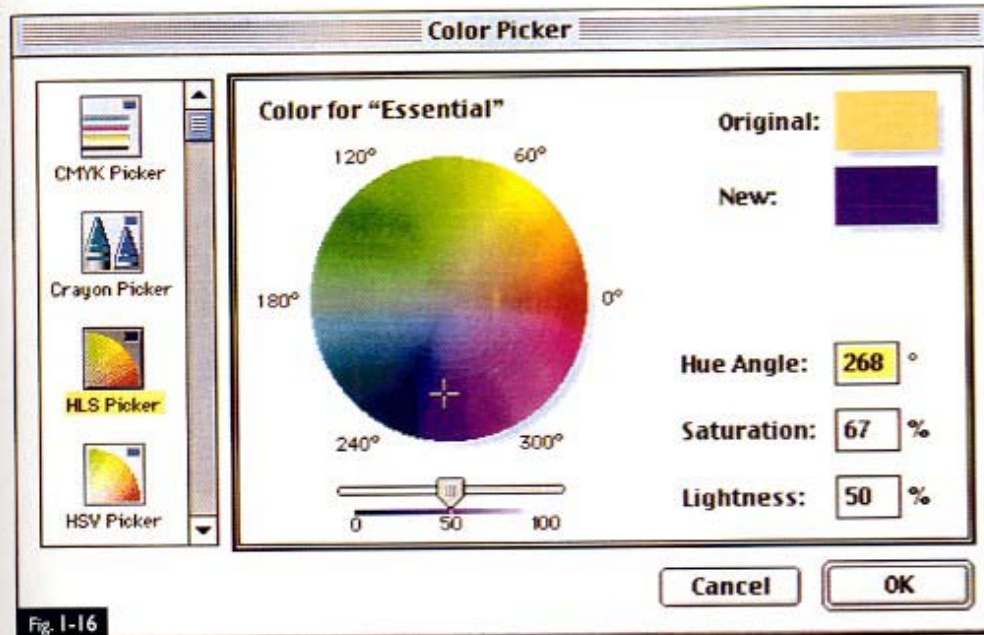 Color Picker
CMYK Picker
Crayon Picker
HLS Picker
HSV Picker
Color for “Essential”
120° 60°
180° 0°
240° 300°
0 50 100
Original:
New:
Hue Angle: 268 °
Saturation: 67 %
Lightness: 50 %
Cancel OK
Fig. 1-16